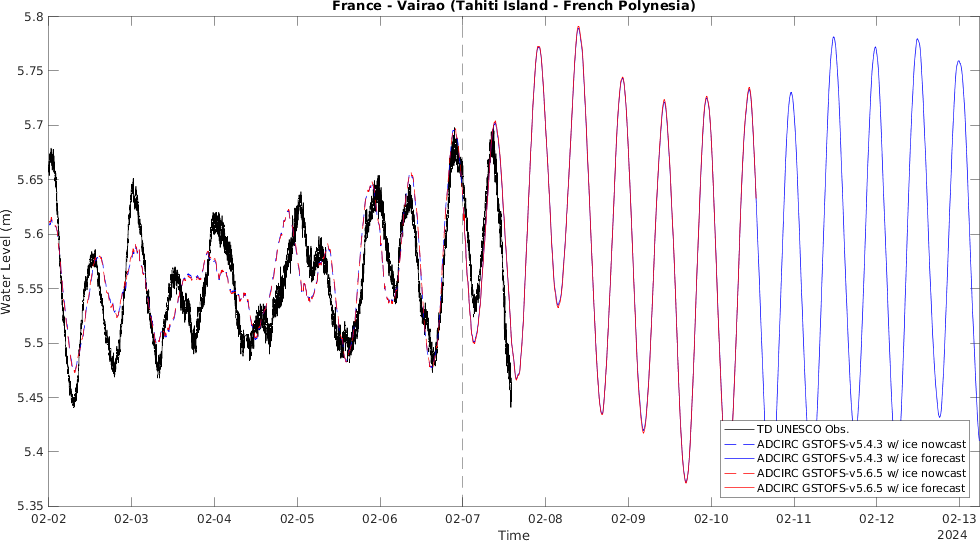 France - Vairao (Tahiti Island - French Polynesia)
5.8
5.75
5.7
5.65
5.6
5.55
5.5
5.45
5.4
5.35
Water Level (m)
TD UNESCO Obs.
ADCIRC GSTOFS-v5.4.3 w/ ice nowcast
ADCIRC GSTOFS-v5.4.3 w/ ice forecast
ADCIRC GSTOFS-v5.6.5 w/ ice nowcast
ADCIRC GSTOFS-v5.6.5 w/ ice forecast
02-02 02-03 02-04 02-05 02-06 02-07 02-08 02-09 02-10 02-11 02-12 02-13
Time
2024